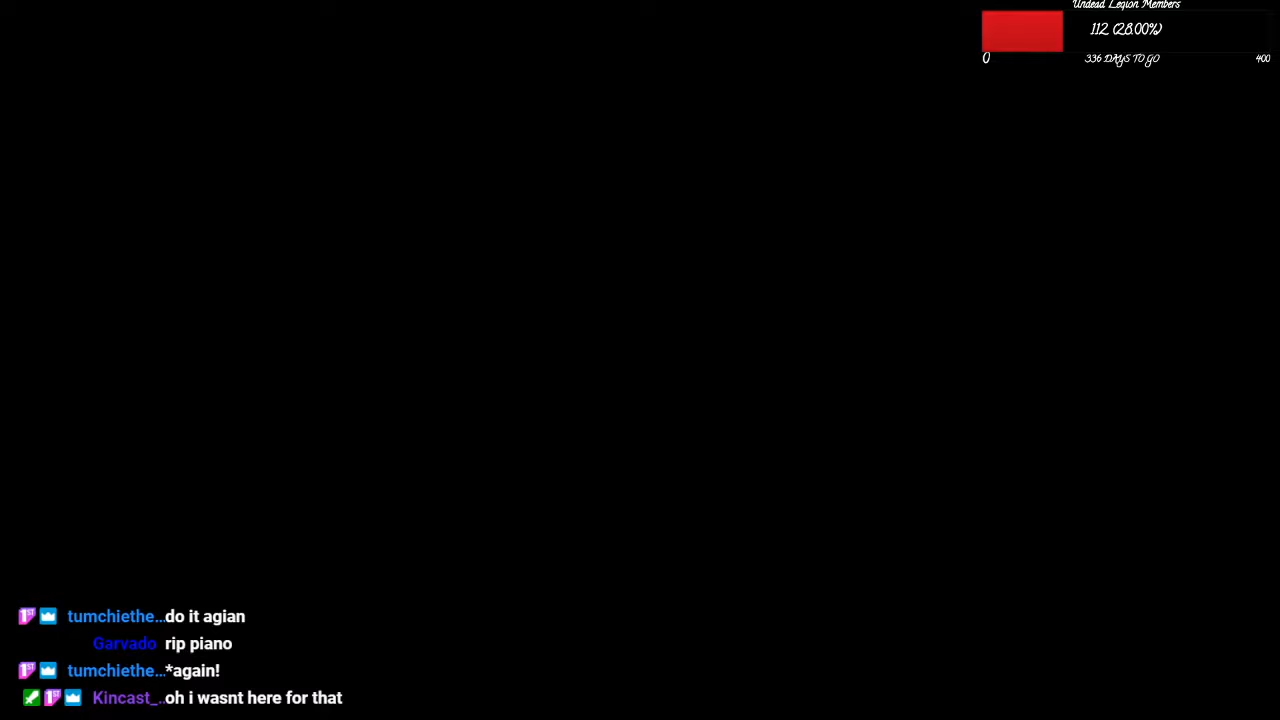 Undead Legion Members
112 (28.00%)
0 336 DAYS TO GO 400
tumchiethe...do it agian
Garvado rip piano
tumchiethe...*again!
Kincast_...oh i wasnt here for that